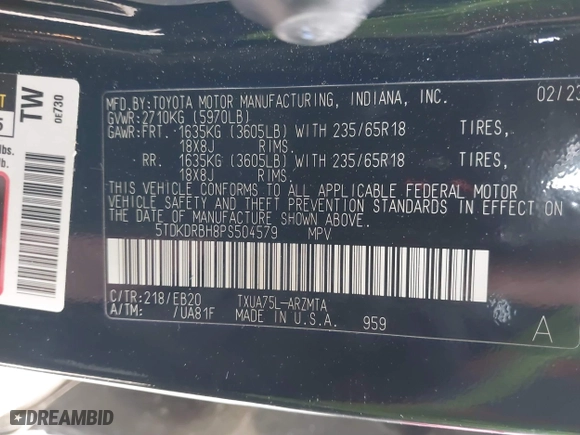 MFD.BY:TOYOTA MOTOR MANUFACTURING, INDIANA, INC. 02/23
GVWR:2710KG (5970LB)
GAWR:FRT. 1635KG (3605LB) WITH 235/65R18 TIRES,
18X8J RIMS.
RR. 1635KG (3605LB) WITH 235/65R18 TIRES,
18X8J RIMS.
THIS VEHICLE CONFORMS TO ALL APPLICABLE FEDERAL MOTOR
VEHICLE SAFETY AND THEFT PREVENTION STANDARDS IN EFFECT ON THE
DATE OF MANUFACTURE SHOWN ABOVE.
5TDKDRBH8PS504579 MPV
C/TR:218/EB20 TXUA75L-ARZMTA
A/TM: /UA81F MADE IN U.S.A. 959 A
TW
OE730
lbs.
lb.
DREAMBID